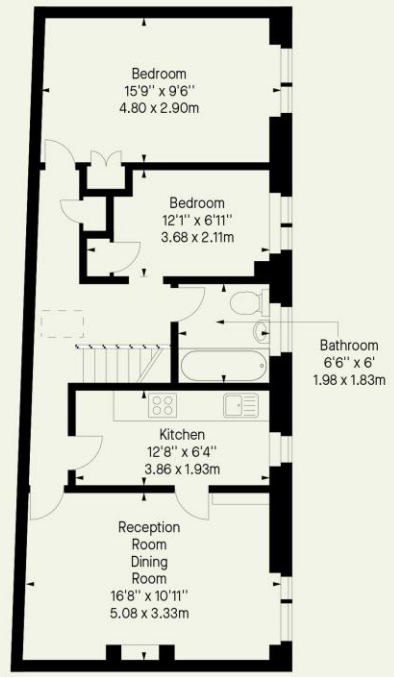 Bedroom
15'9" x 9'6"
4.80 x 2.90m
Bedroom
12'1" x 6'11"
3.68 x 2.11m
Bathroom
6'6" x 6'
1.98 x 1.83m
Kitchen
12'8" x 6'4"
3.86 x 1.93m
Reception
Room
Dining
Room
16'8" x 10'11"
5.08 x 3.33m